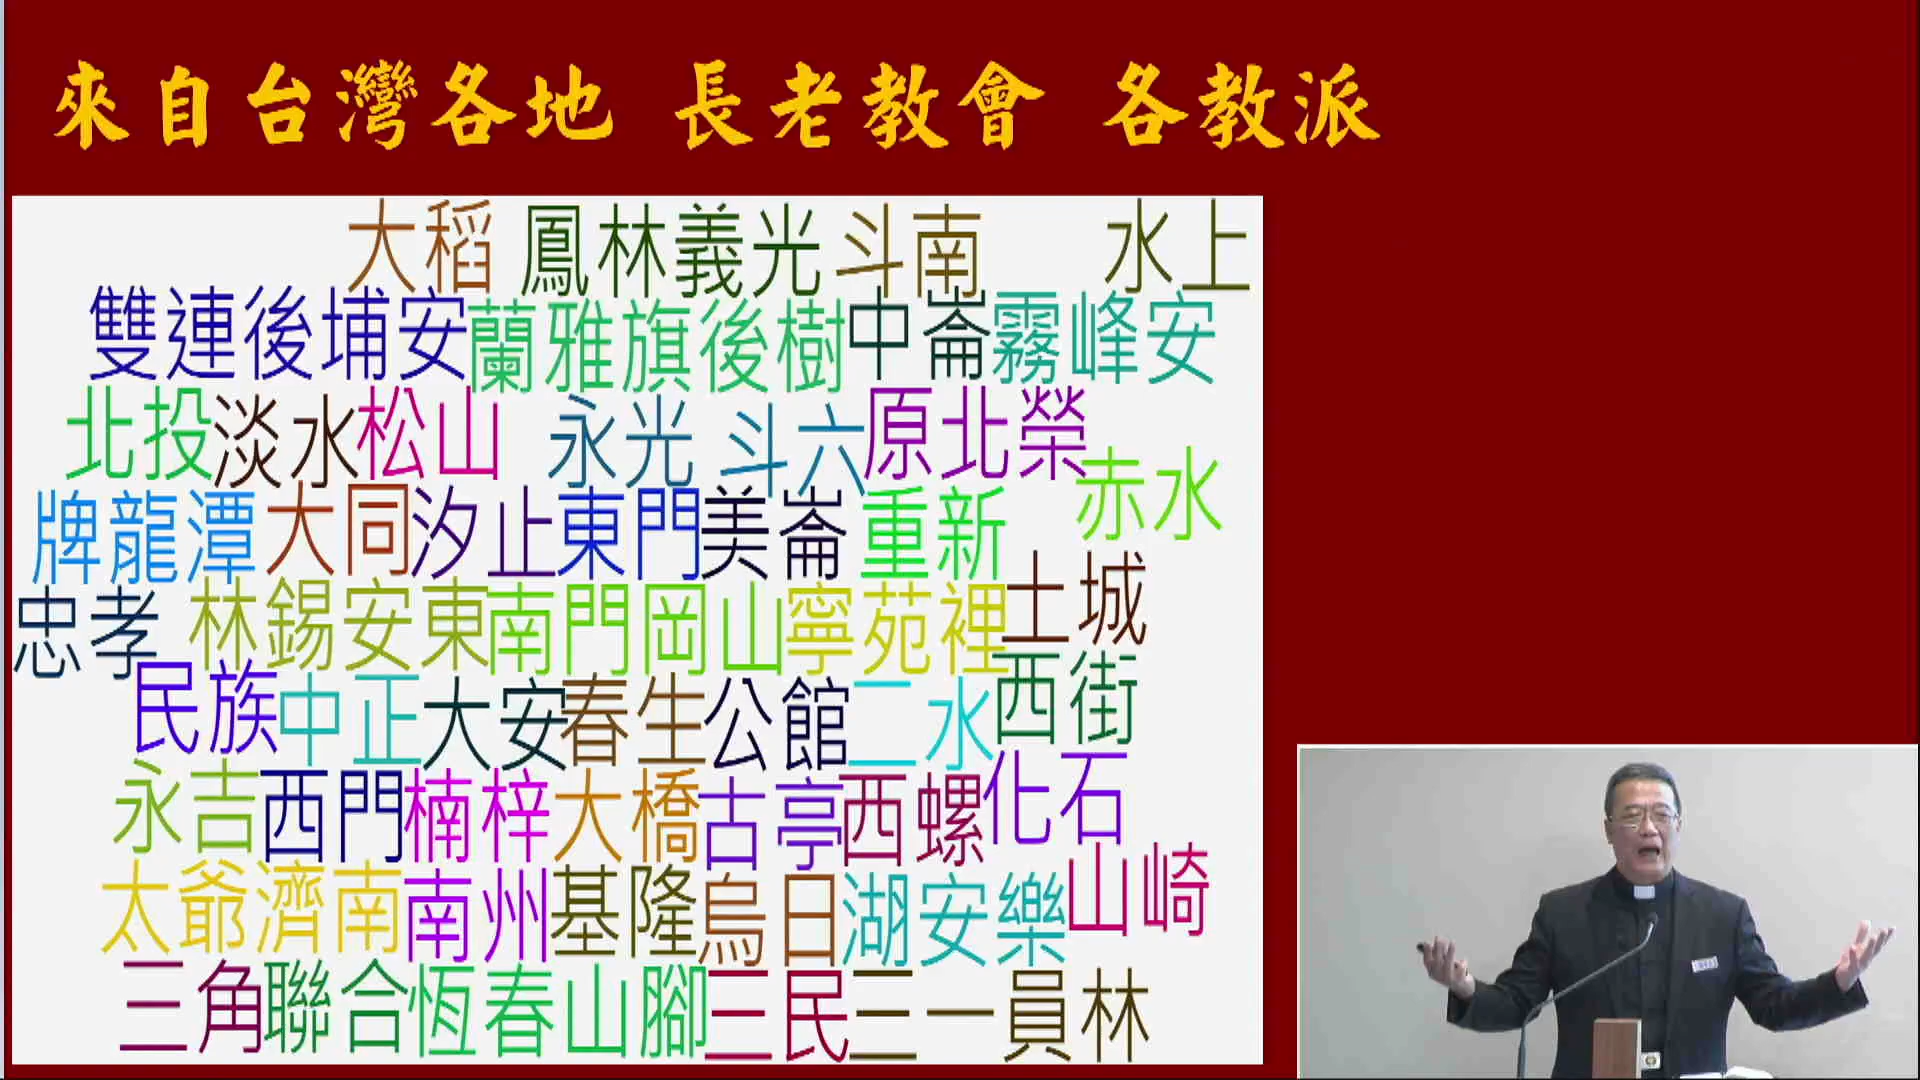 來自台灣各地 長老教會 各教派
大稻 鳳林義光 斗南 水上
雙連後埔安 蘭雅旗後樹 中崙 霧峰安
北投 淡水 松山 永光 斗六 原北榮
牌龍潭 大同 汐止 東門 美崙 重新 赤水
忠孝 林錫安東 南門岡山 寧苑裡 土城
民族 中正 大安 春生 公館 二水 西街
永吉 西門 楠梓 大橋 古亭 西螺 化石
太爺濟南 南州 基隆 烏日 湖安樂 山崎
三角 聯合 恆春山腳 三民 三一員林